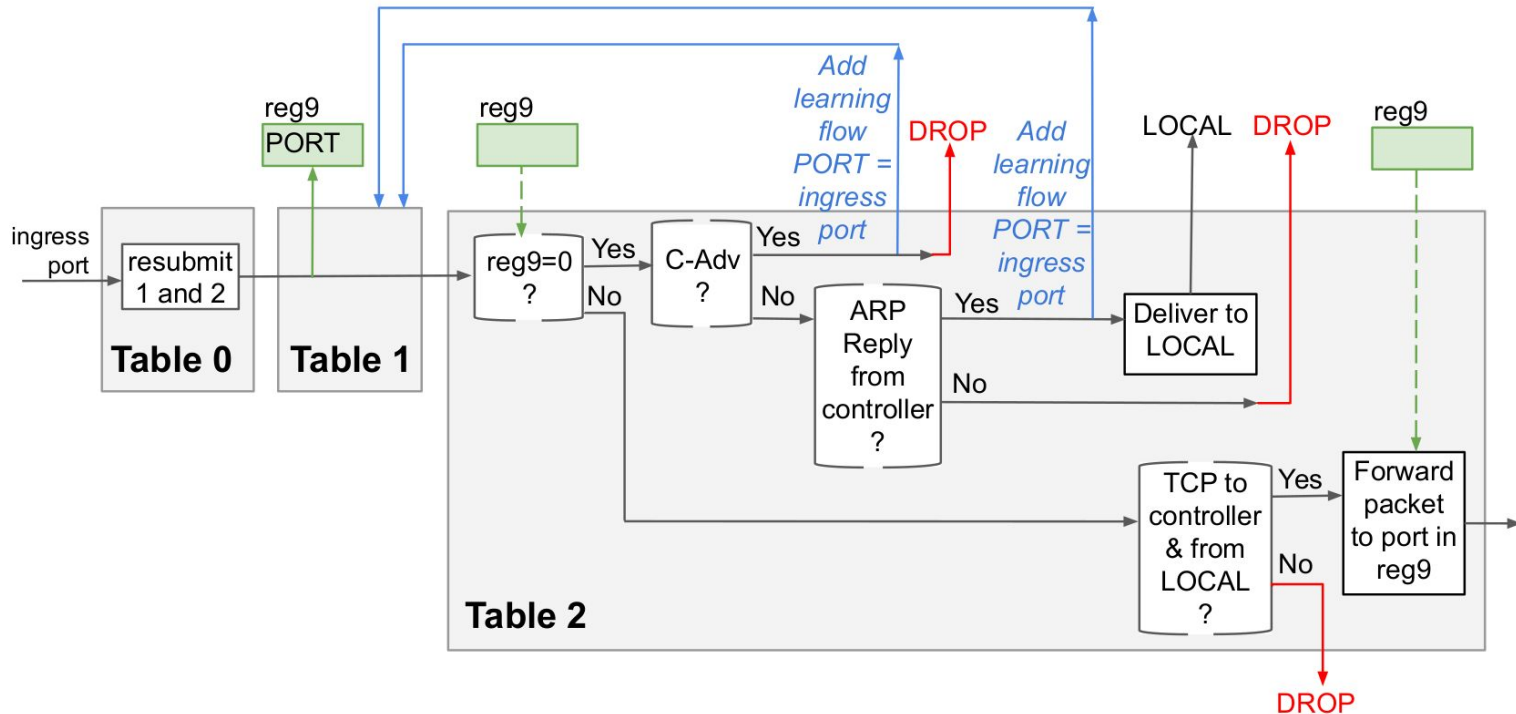 reg9
PORT
reg9
Add
learning
flow
PORT =
ingress
port
DROP
Add
learning
flow
PORT =
ingress
port
LOCAL
DROP
reg9
ingress
port
resubmit
1 and 2
Table 0
Table 1
reg9=0
?
Yes
No
C-Adv
?
Yes
No
ARP
Reply
from
controller
?
Yes
No
Deliver to
LOCAL
TCP to
controller
& from
LOCAL
?
Yes
No
Forward
packet
to port in
reg9
Table 2
DROP